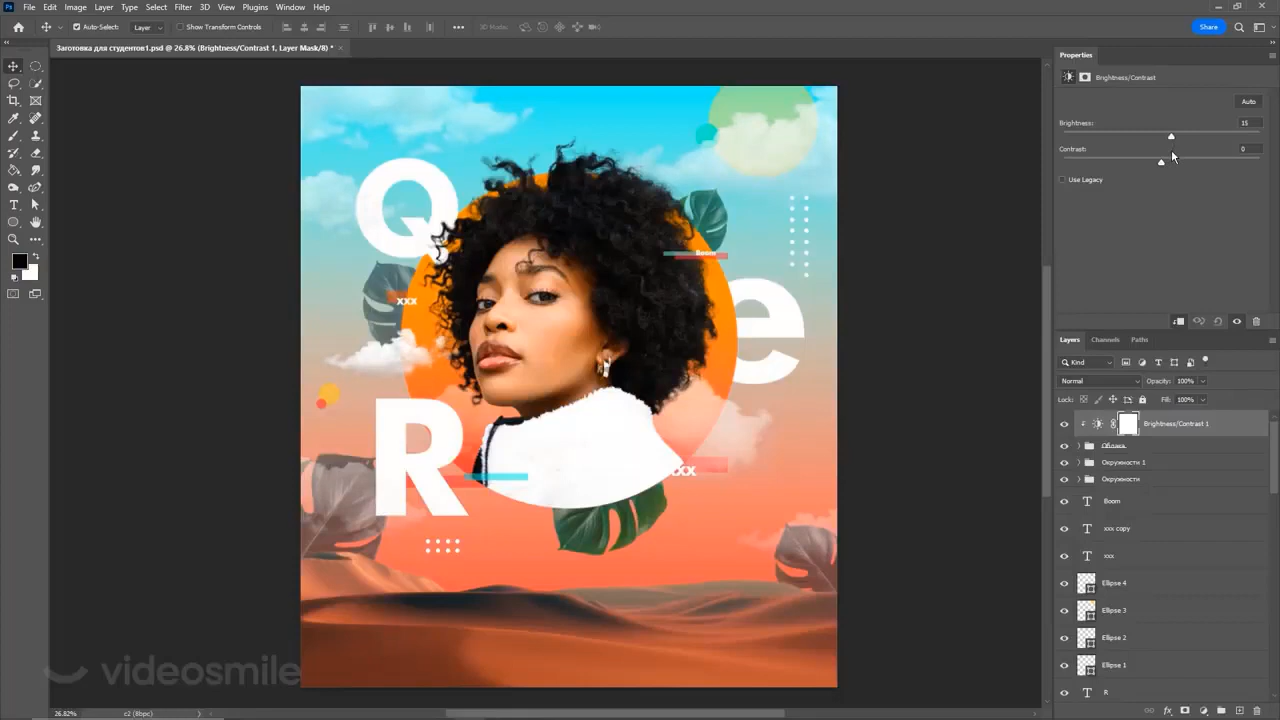 Ps File Edit Image Layer Type Select Filter 3D View Plugins Window Help
Auto-Select: Layer Show Transform Controls 3D Mode: Share
Заготовка для студентов1.psd @ 26.8% (Brightness/Contrast 1, Layer Mask/8) *
Properties
Brightness/Contrast
Auto
Brightness: 15
Contrast: 0
Use Legacy
Q
Boom
xxx
e
R
xxx
Layers Channels Paths
Kind
Normal Opacity: 100%
Lock: Fill: 100%
Brightness/Contrast 1
Облака
Окружности 1
Окружности
T Boom
T xxx copy
T xxx
Ellipse 4
Ellipse 3
Ellipse 2
Ellipse 1
T R
videosmile
26.82% c2 (8bpc)